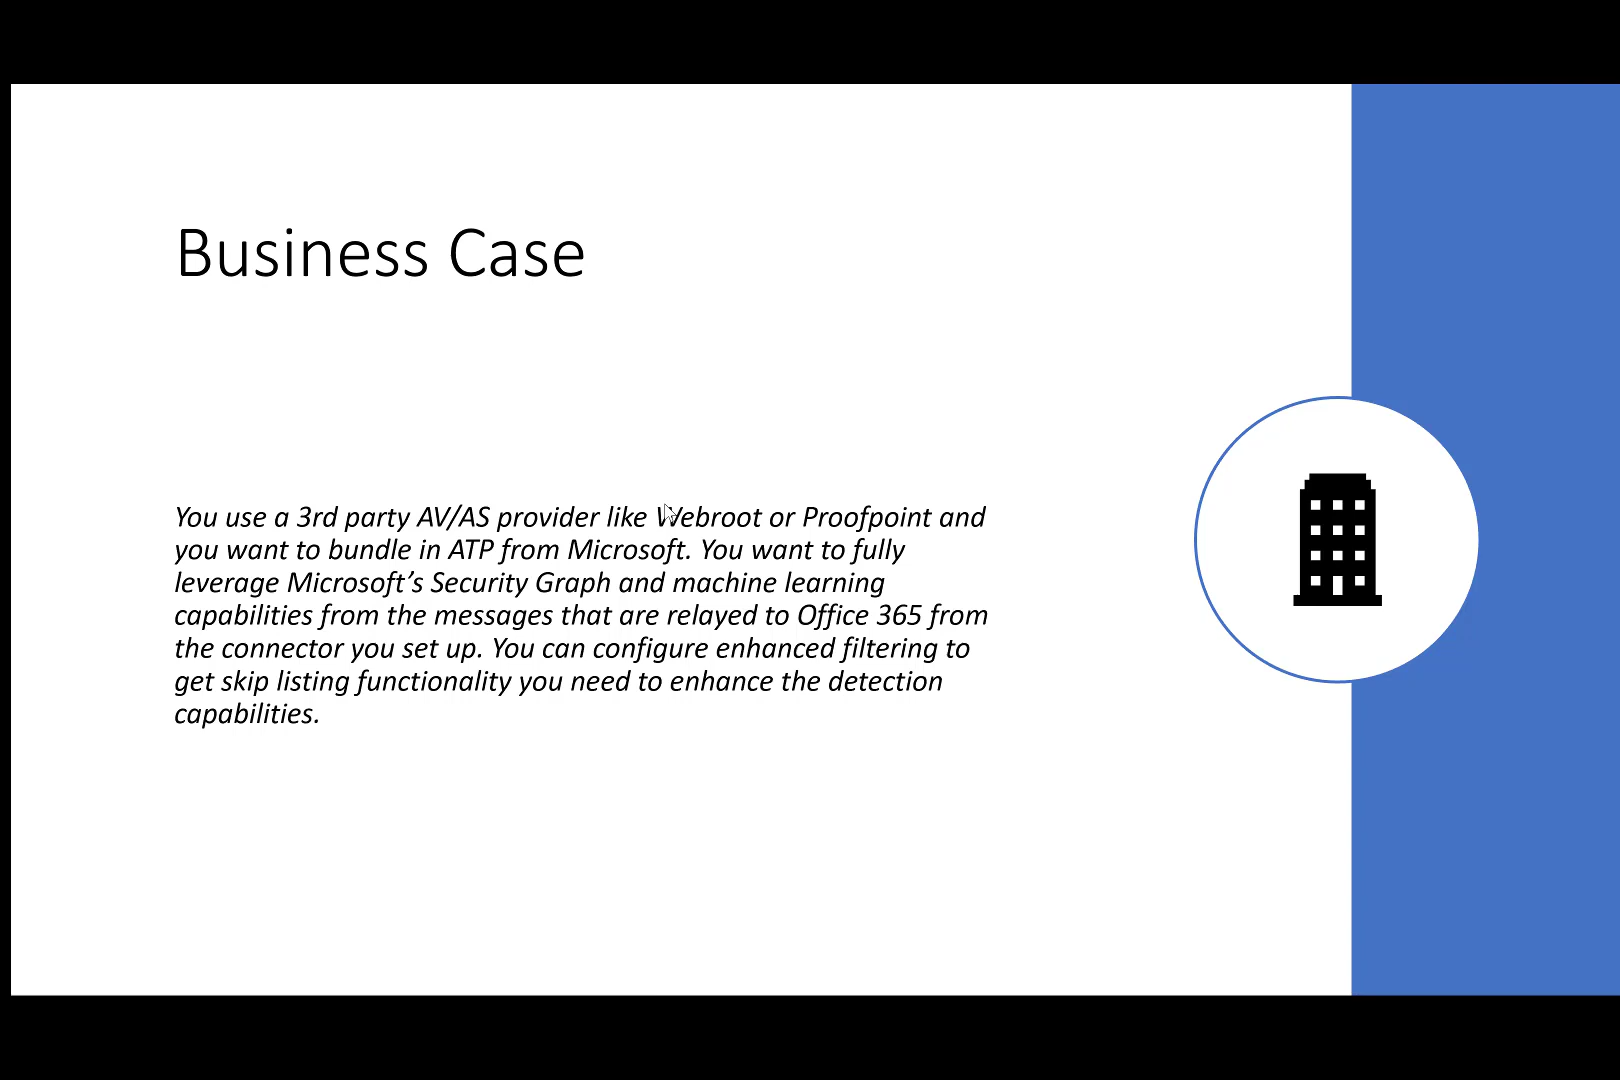 Business Case
You use a 3rd party AV/AS provider like Webroot or Proofpoint and
you want to bundle in ATP from Microsoft. You want to fully
leverage Microsoft’s Security Graph and machine learning
capabilities from the messages that are relayed to Office 365 from
the connector you set up. You can configure enhanced filtering to
get skip listing functionality you need to enhance the detection
capabilities.